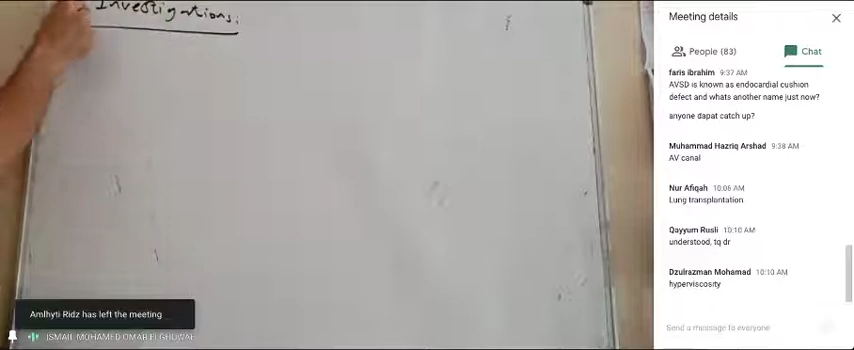 Investigations:
Meeting details
People (83)
Chat
faris ibrahim 9:37 AM
AVSD is known as endocardial cushion
defect and whats another name just now?
anyone dapat catch up?
Muhammad Hazriq Arshad 9:38 AM
AV canal
Nur Afiqah 10:06 AM
Lung transplantation
Qayyum Rusli 10:10 AM
understood, tq dr
Dzulrazman Mohamad 10:10 AM
hyperviscosity
Send a message to everyone
Amlhyti Ridz has left the meeting
ISMAIL MOHAMED OMAR